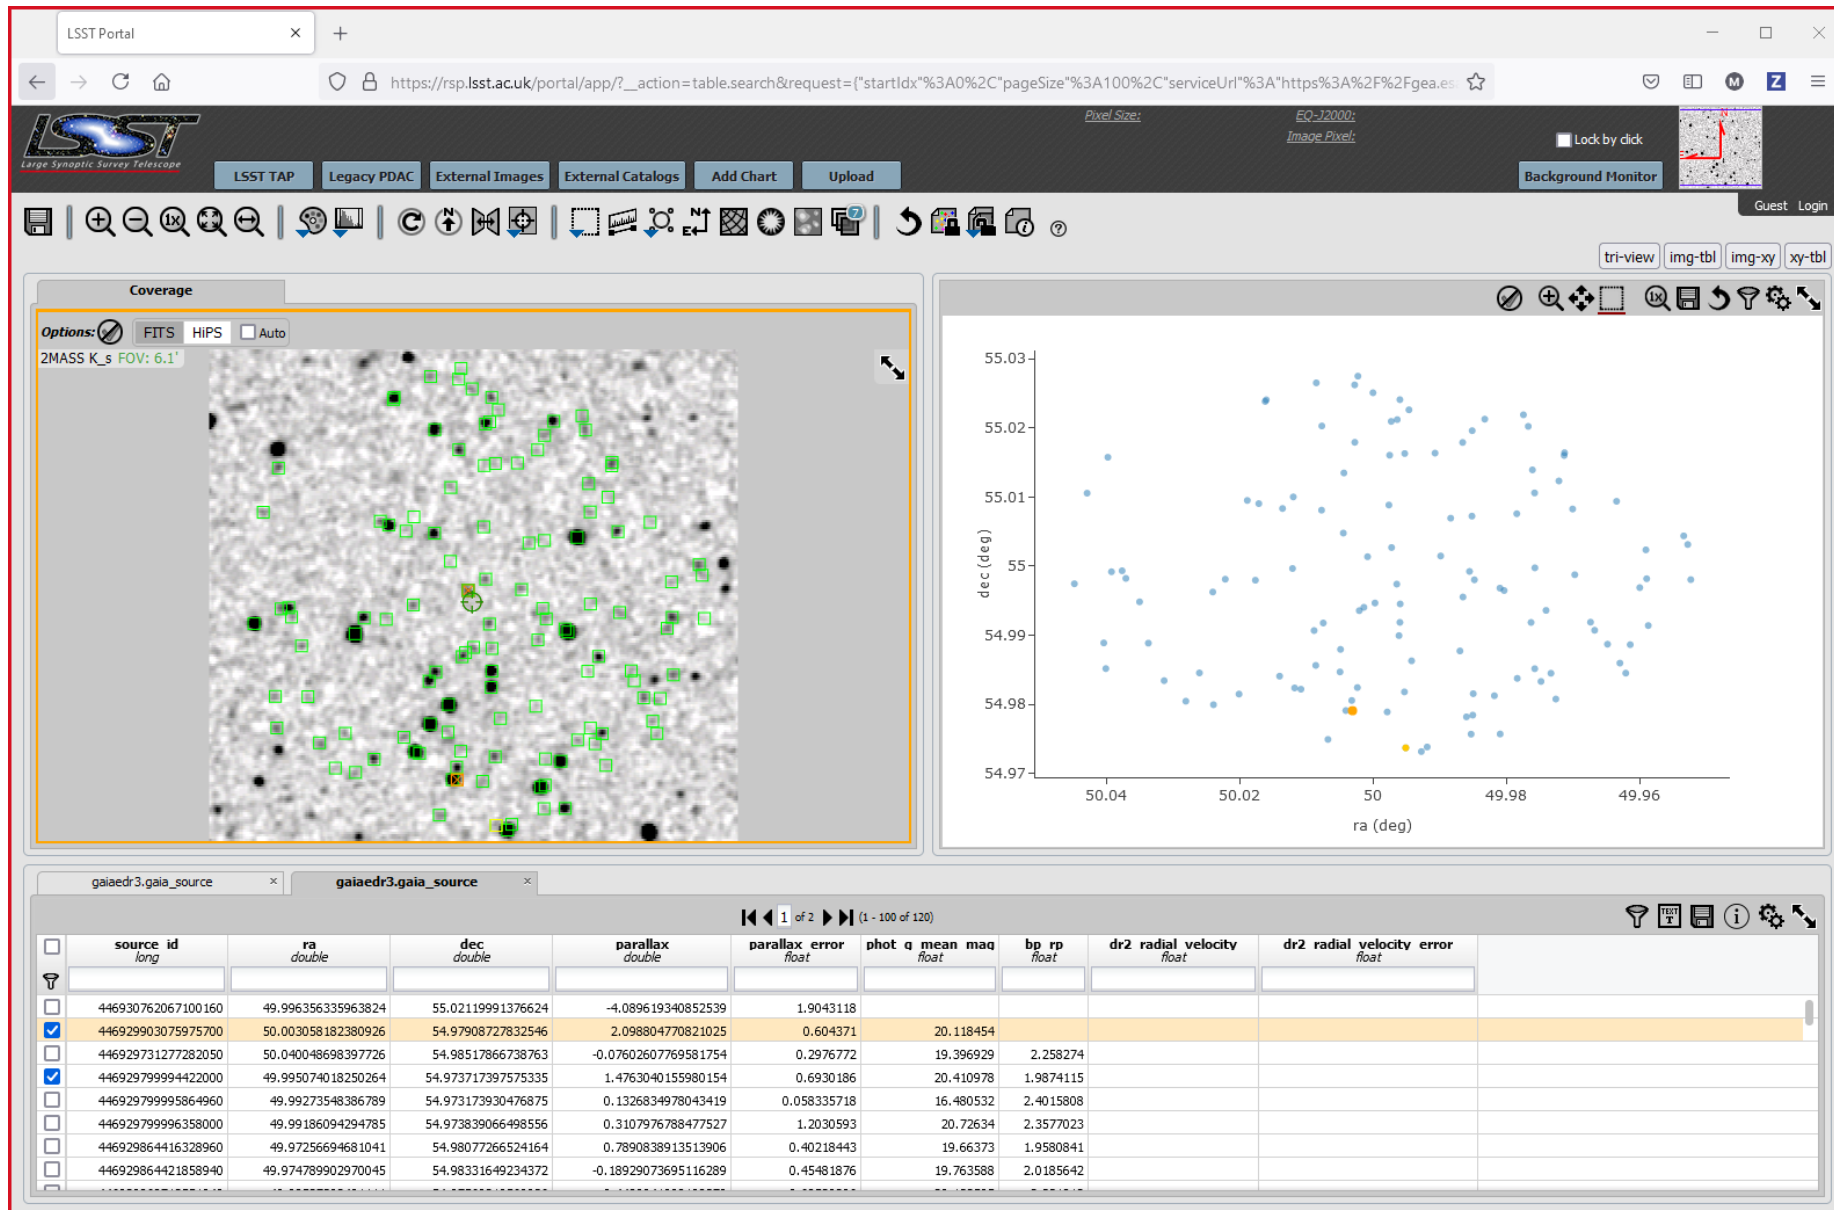 LSST Portal
https://rsp.lsst.ac.uk/portal/app/?__action=table.search&request={"startIdx"%3A0%2C"pageSize"%3A100%2C"serviceUrl"%3A"https%3A%2F%2Fgea.es
M
Z
LSST
Large Synoptic Survey Telescope
LSST TAP Legacy PDAC External Images External Catalogs Add Chart Upload
Pixel Size:
EQ-J2000:
Image Pixel:
Lock by click
Background Monitor
Guest Login
1x
7
tri-view img-tbl img-xy xy-tbl
Coverage
Options: FITS HiPS Auto
2MASS K_s FOV: 6.1'
1x
55.03
55.02
55.01
55
54.99
54.98
54.97
dec (deg)
50.04 50.02 50 49.98 49.96
ra (deg)
gaiaedr3.gaia_source gaiaedr3.gaia_source
1 of 2 (1 - 100 of 120)
TEXT
source_id ra dec parallax parallax_error phot_g_mean_mag bp_rp dr2_radial_velocity dr2_radial_velocity_error
long double double double float float float float float
446930762067100160 49.996356335963824 55.02119991376624 -4.089619340852539 1.9043118
446929903075975700 50.003058182380926 54.97908727832546 2.098804770821025 0.604371 20.118454
446929731277282050 50.040048698397726 54.98517866738763 -0.07602607769581754 0.2976772 19.396929 2.258274
446929799994422000 49.995074018250264 54.973717397575335 1.4763040155980154 0.6930186 20.410978 1.9874115
446929799995864960 49.99273548386789 54.973173930476875 0.1326834978043419 0.058335718 16.480532 2.4015808
446929799996358000 49.99186094294785 54.973839066498556 0.3107976788477527 1.2030593 20.72634 2.3577023
446929864416328960 49.97256694681041 54.98077266524164 0.7890838913513906 0.40218443 19.66373 1.9580841
446929864421858940 49.974789902970045 54.98331649234372 -0.18929073695116289 0.45481876 19.763588 2.0185642